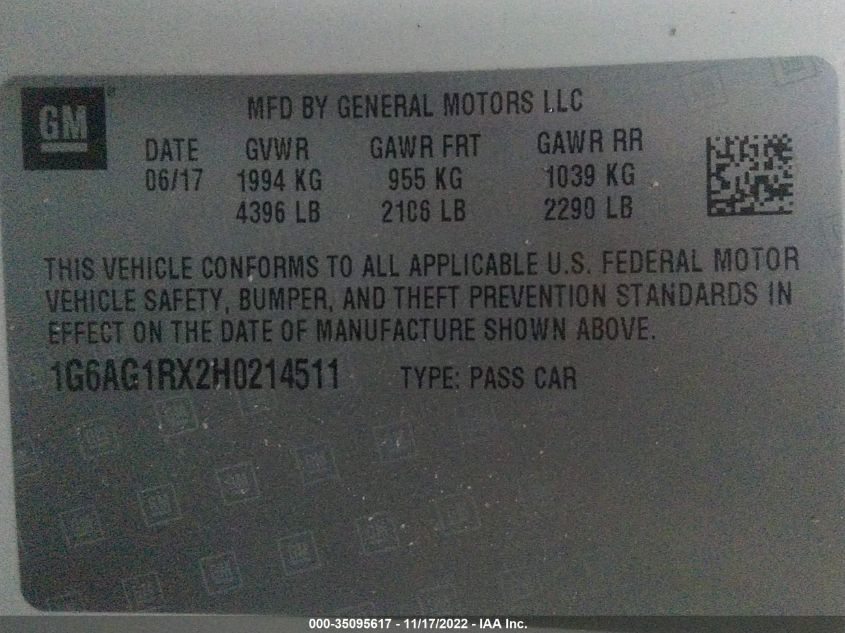 GM
MFD BY GENERAL MOTORS LLC
DATE GVWR GAWR FRT GAWR RR
06/17 1994 KG 955 KG 1039 KG
4396 LB 2106 LB 2290 LB
THIS VEHICLE CONFORMS TO ALL APPLICABLE U.S. FEDERAL MOTOR
VEHICLE SAFETY, BUMPER, AND THEFT PREVENTION STANDARDS IN
EFFECT ON THE DATE OF MANUFACTURE SHOWN ABOVE.
1G6AG1RX2H0214511 TYPE: PASS CAR
000-35095617 - 11/17/2022 - IAA Inc.